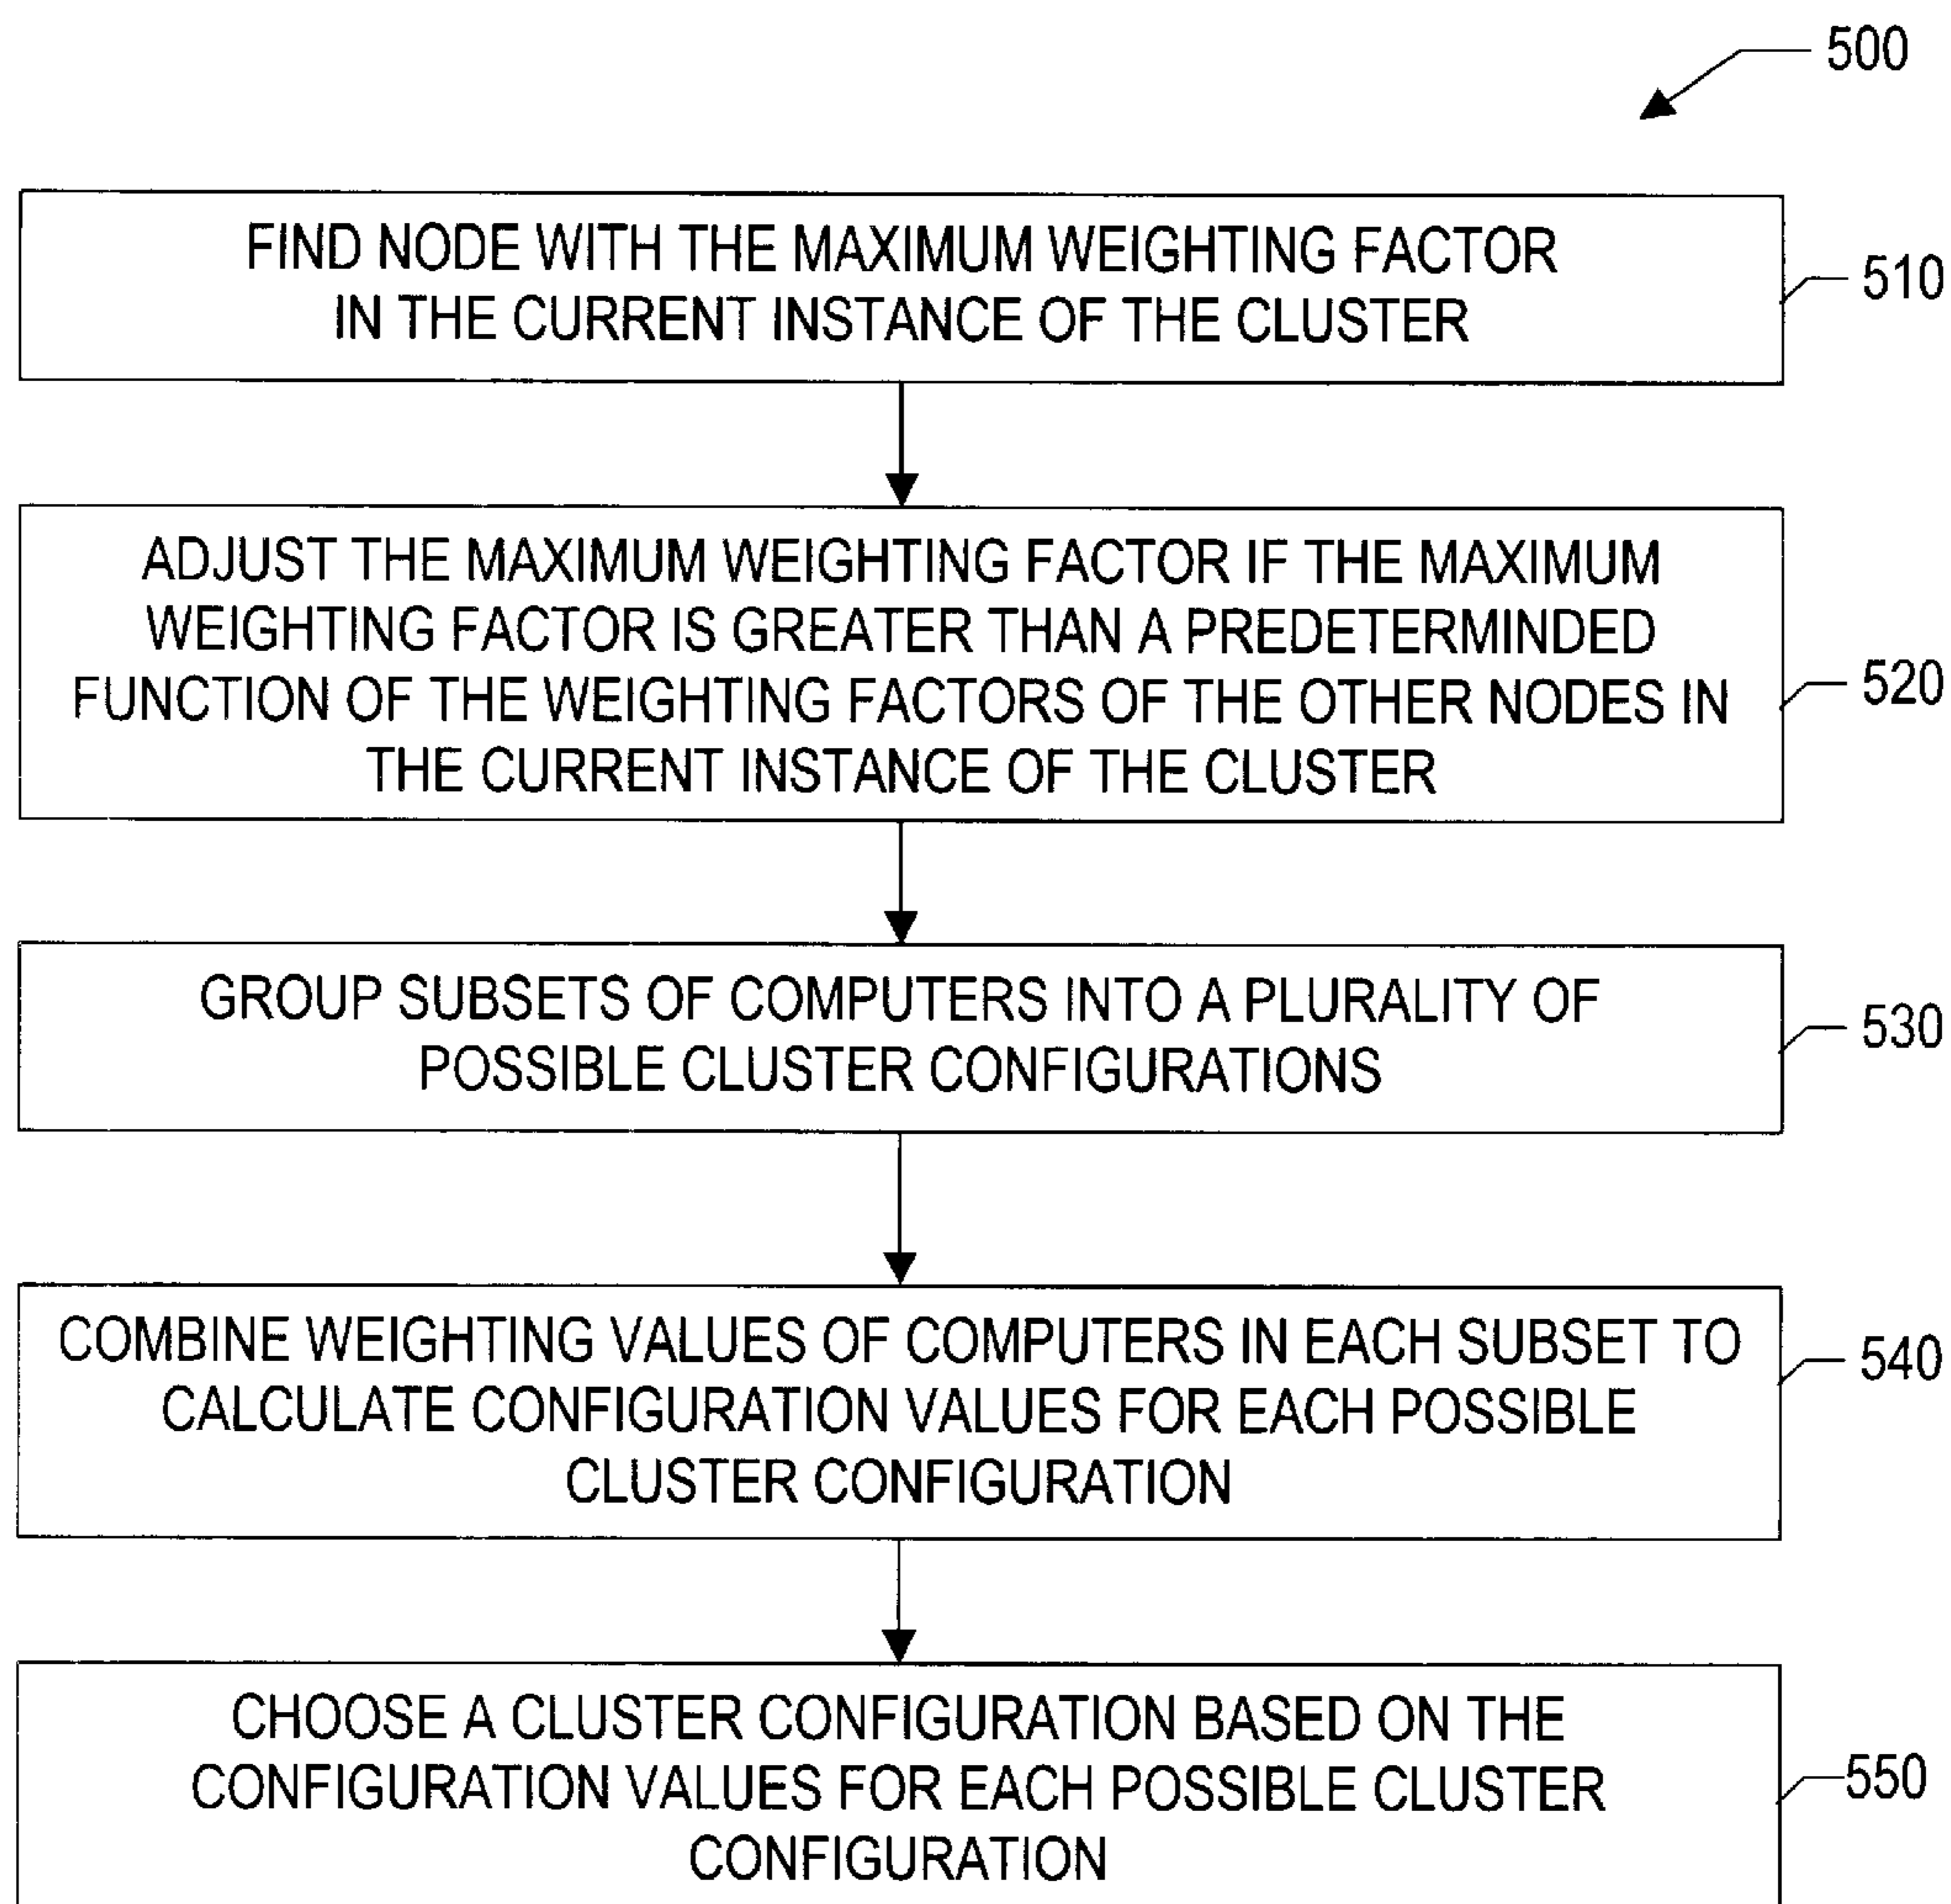 500
FIND NODE WITH THE MAXIMUM WEIGHTING FACTOR
IN THE CURRENT INSTANCE OF THE CLUSTER
510
ADJUST THE MAXIMUM WEIGHTING FACTOR IF THE MAXIMUM
WEIGHTING FACTOR IS GREATER THAN A PREDETERMINDED
FUNCTION OF THE WEIGHTING FACTORS OF THE OTHER NODES IN
THE CURRENT INSTANCE OF THE CLUSTER
520
GROUP SUBSETS OF COMPUTERS INTO A PLURALITY OF
POSSIBLE CLUSTER CONFIGURATIONS
530
COMBINE WEIGHTING VALUES OF COMPUTERS IN EACH SUBSET TO
CALCULATE CONFIGURATION VALUES FOR EACH POSSIBLE
CLUSTER CONFIGURATION
540
CHOOSE A CLUSTER CONFIGURATION BASED ON THE
CONFIGURATION VALUES FOR EACH POSSIBLE CLUSTER
CONFIGURATION
550